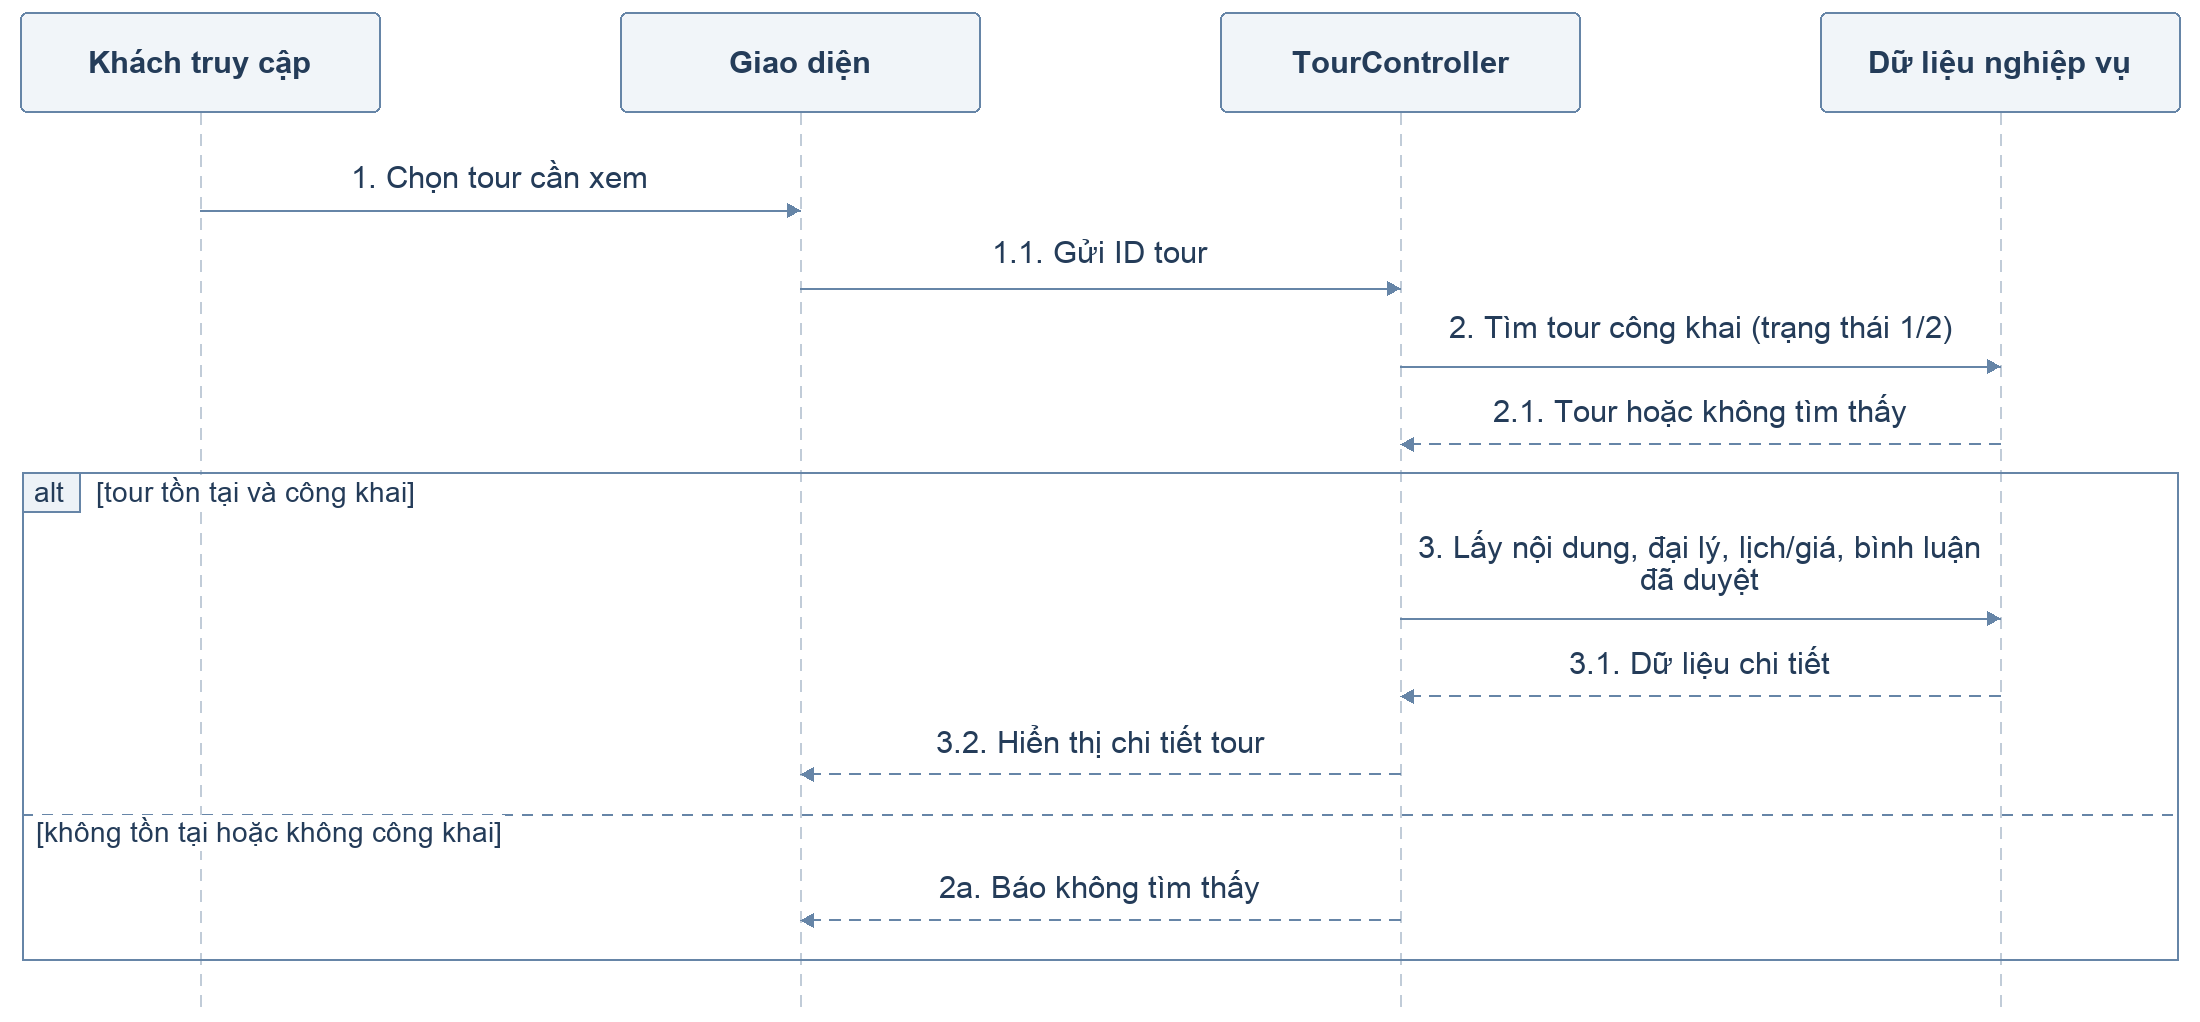 Khách truy cập
Giao diện
TourController
Dữ liệu nghiệp vụ
1. Chọn tour cần xem
1.1. Gửi ID tour
2. Tìm tour công khai (trạng thái 1/2)
2.1. Tour hoặc không tìm thấy
alt
[tour tồn tại và công khai]
3. Lấy nội dung, đại lý, lịch/giá, bình luận
đã duyệt
3.1. Dữ liệu chi tiết
3.2. Hiển thị chi tiết tour
[không tồn tại hoặc không công khai]
2a. Báo không tìm thấy